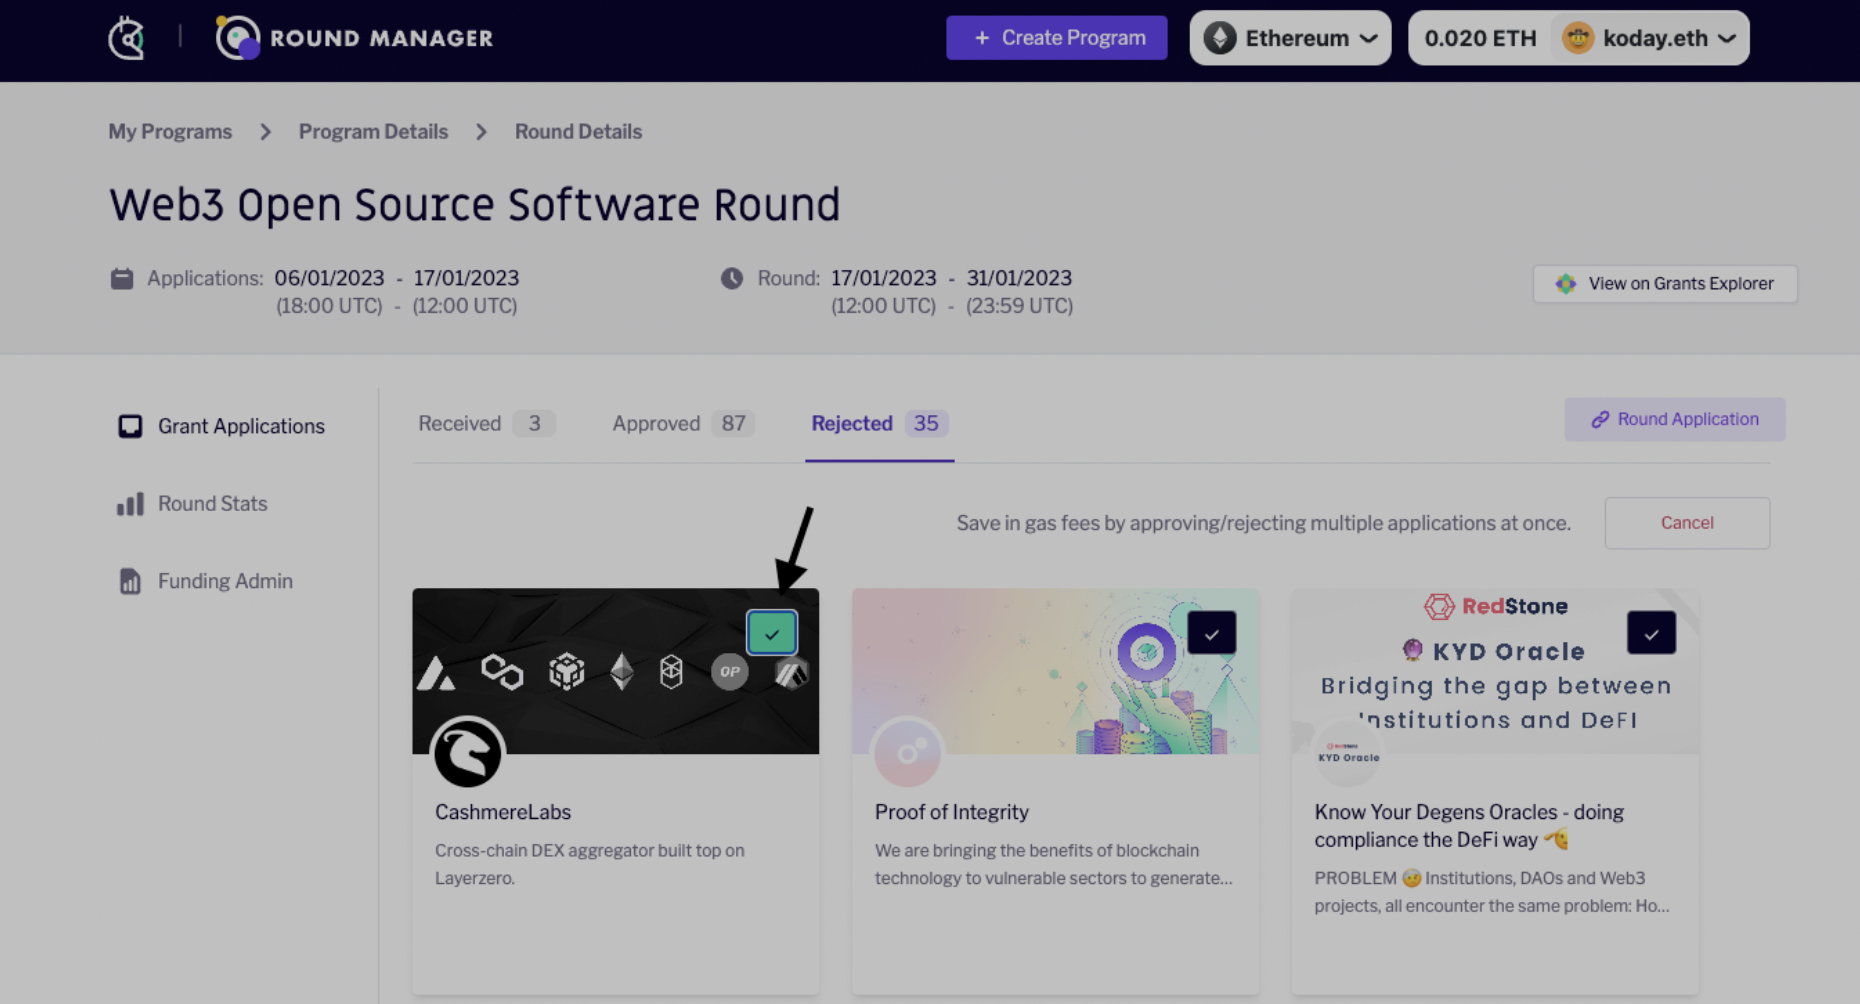 ROUND MANAGER
+ Create Program
Ethereum
0.020 ETH
koday.eth
My Programs > Program Details > Round Details
Web3 Open Source Software Round
Applications: 06/01/2023 - 17/01/2023
(18:00 UTC) - (12:00 UTC)
Round: 17/01/2023 - 31/01/2023
(12:00 UTC) - (23:59 UTC)
View on Grants Explorer
Grant Applications
Round Stats
Funding Admin
Received 3
Approved 87
Rejected 35
Round Application
Save in gas fees by approving/rejecting multiple applications at once.
Cancel
OP
CashmereLabs
Cross-chain DEX aggregator built top on
Layerzero.
Proof of Integrity
We are bringing the benefits of blockchain
technology to vulnerable sectors to generate...
RedStone
KYD Oracle
Bridging the gap between
Institutions and DeFI
RedStone
KYD Oracle
Know Your Degens Oracles - doing
compliance the DeFi way 🫡
PROBLEM 🤕 Institutions, DAOs and Web3
projects, all encounter the same problem: Ho...